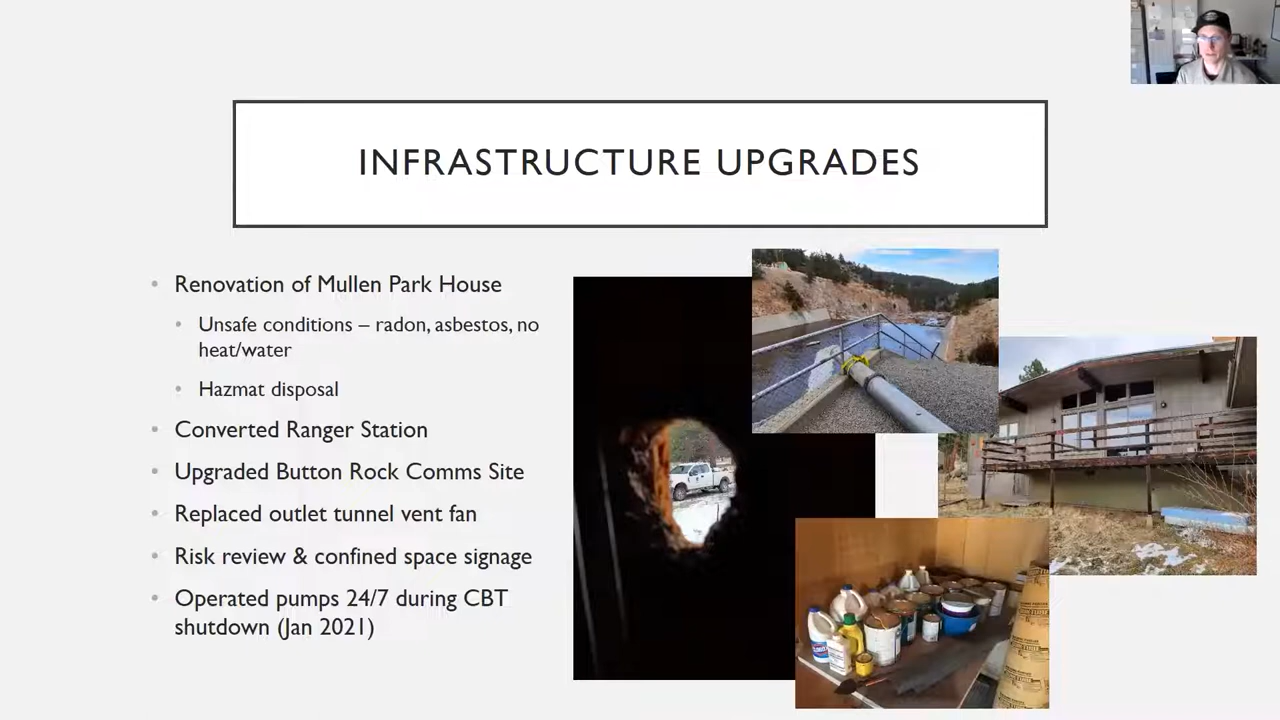 INFRASTRUCTURE UPGRADES
• Renovation of Mullen Park House
• Unsafe conditions – radon, asbestos, no
heat/water
• Hazmat disposal
• Converted Ranger Station
• Upgraded Button Rock Comms Site
• Replaced outlet tunnel vent fan
• Risk review & confined space signage
• Operated pumps 24/7 during CBT
shutdown (Jan 2021)